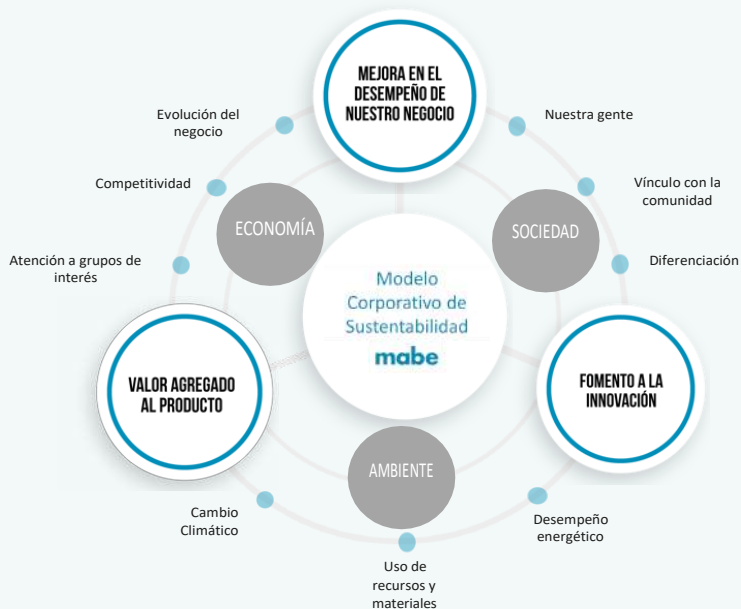 MEJORA EN EL
DESEMPEÑO DE
NUESTRO NEGOCIO
Evolución del
negocio
Nuestra gente
Competitividad
Vínculo con la
comunidad
ECONOMÍA
SOCIEDAD
Atención a grupos de
interés
Diferenciación
Modelo
Corporativo de
Sustentabilidad
mabe
VALOR AGREGADO
AL PRODUCTO
FOMENTO A LA
INNOVACIÓN
AMBIENTE
Cambio
Climático
Desempeño
energético
Uso de
recursos y
materiales